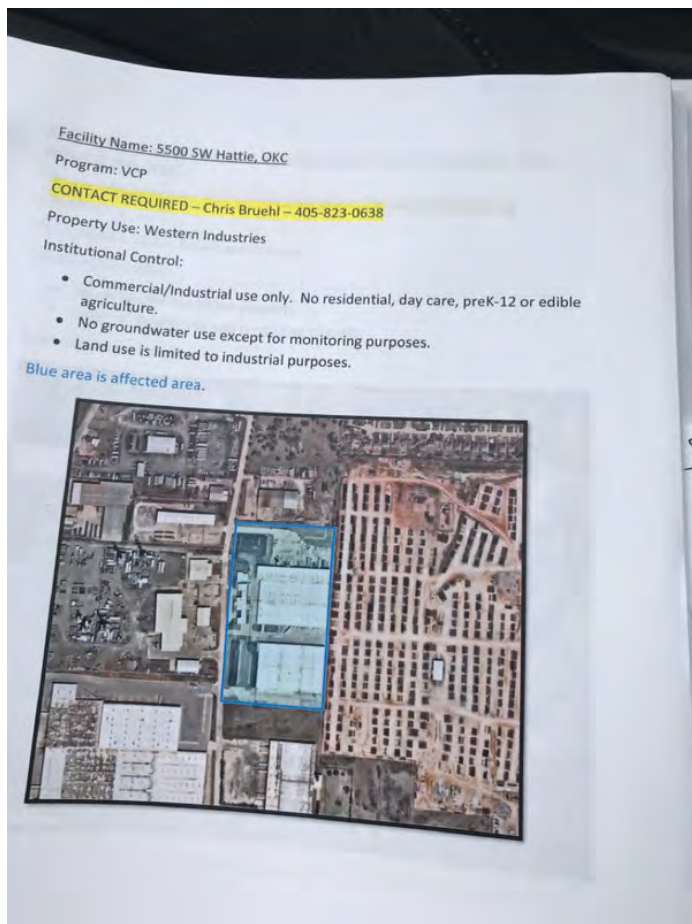 Facility Name: 5500 SW Hattie, OKC
Program: VCP
CONTACT REQUIRED – Chris Bruehl – 405-823-0638
Property Use: Western Industries
Institutional Control:
• Commercial/Industrial use only. No residential, day care, preK-12 or edible
agriculture.
• No groundwater use except for monitoring purposes.
• Land use is limited to industrial purposes.
Blue area is affected area.